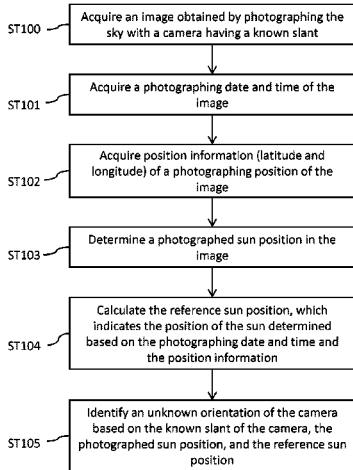 ST100
Acquire an image obtained by photographing the
sky with a camera having a known slant
ST101
Acquire a photographing date and time of the
image
ST102
Acquire position information (latitude and
longitude) of a photographing position of the
image
ST103
Determine a photographed sun position in the
image
ST104
Calculate the reference sun position, which
indicates the position of the sun determined
based on the photographing date and time and
the position information
ST105
Identify an unknown orientation of the camera
based on the known slant of the camera, the
photographed sun position, and the reference sun
position